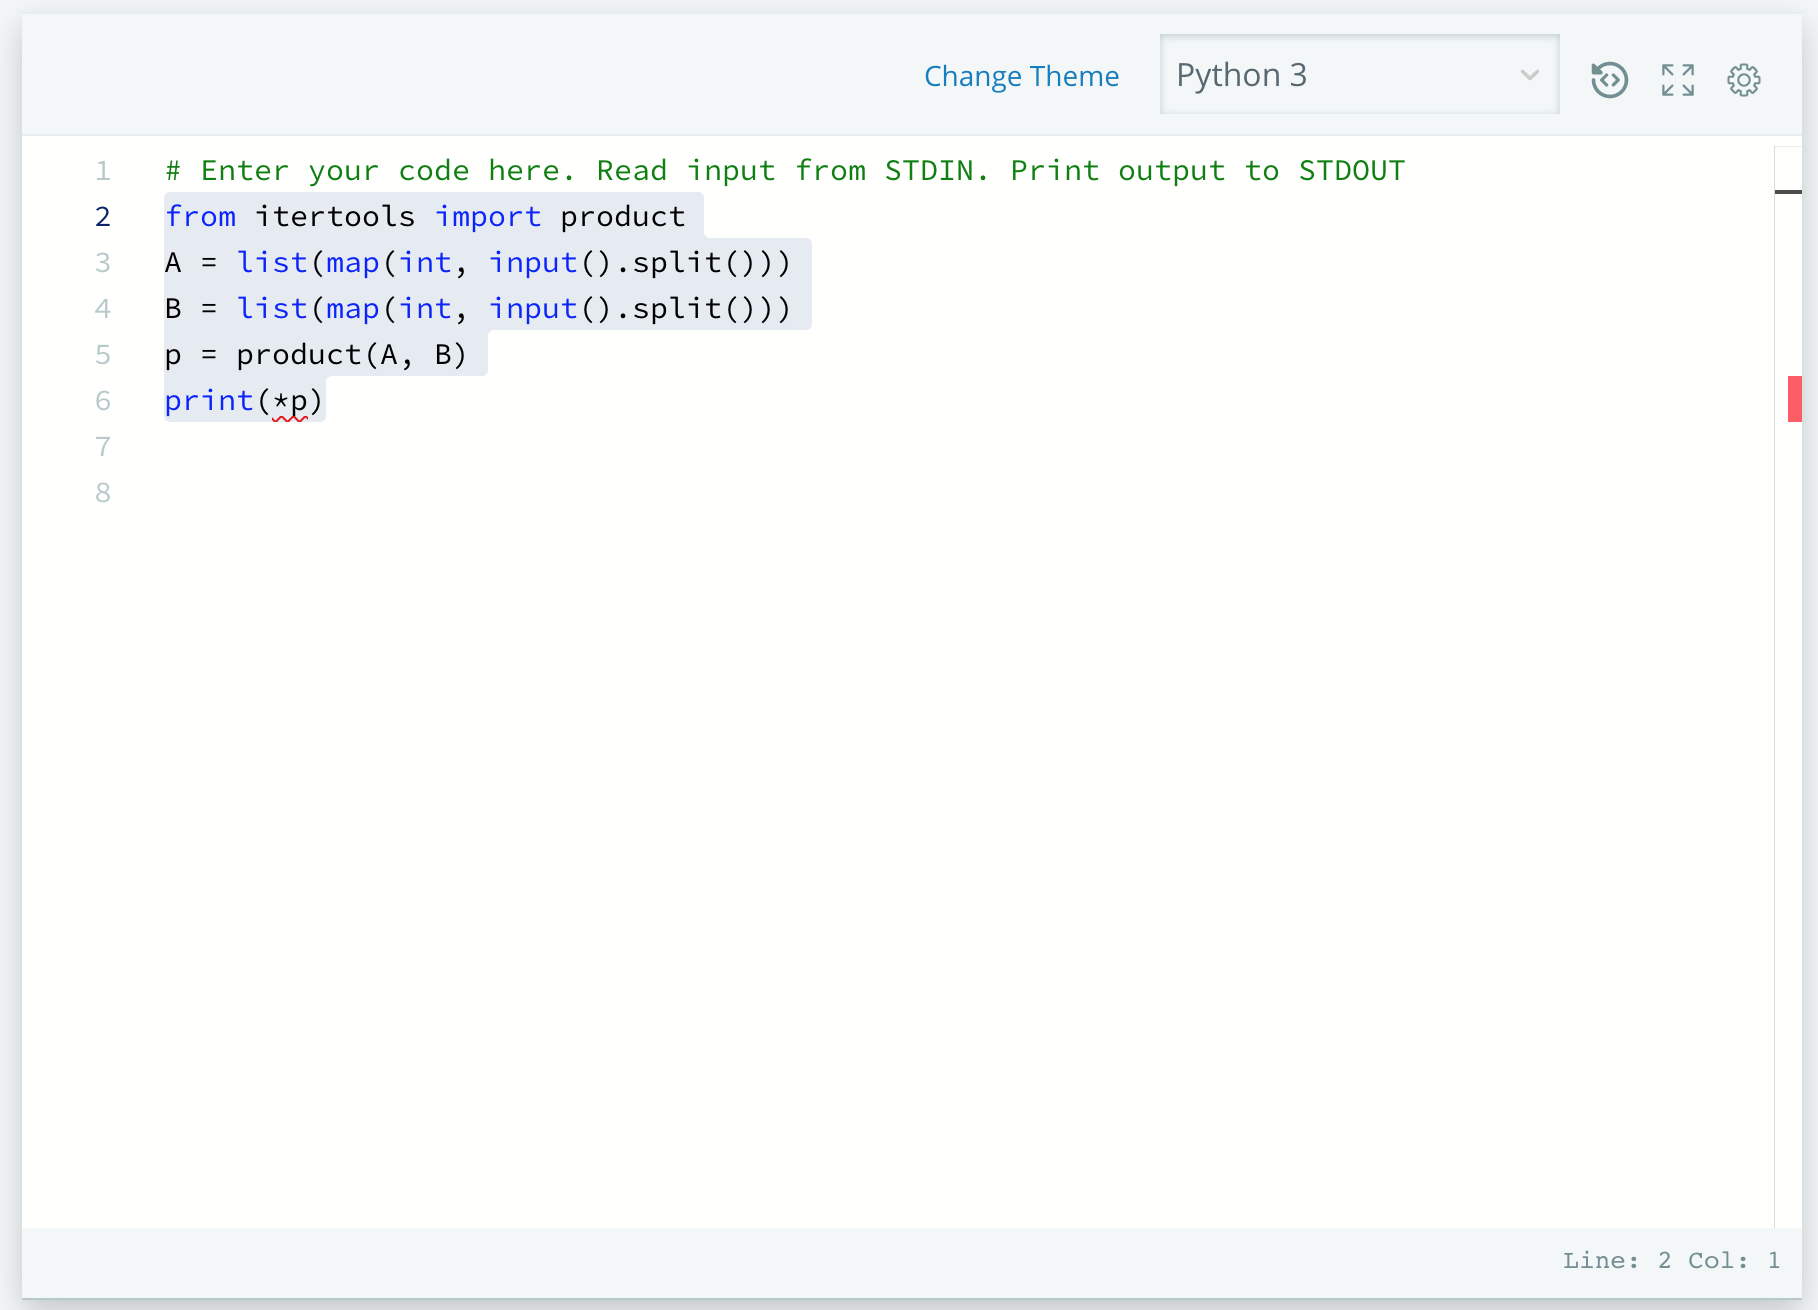 Change Theme Python 3
1 # Enter your code here. Read input from STDIN. Print output to STDOUT
2 from itertools import product
3 A = list(map(int, input().split()))
4 B = list(map(int, input().split()))
5 p = product(A, B)
6 print(*p)
7
8
Line: 2 Col: 1